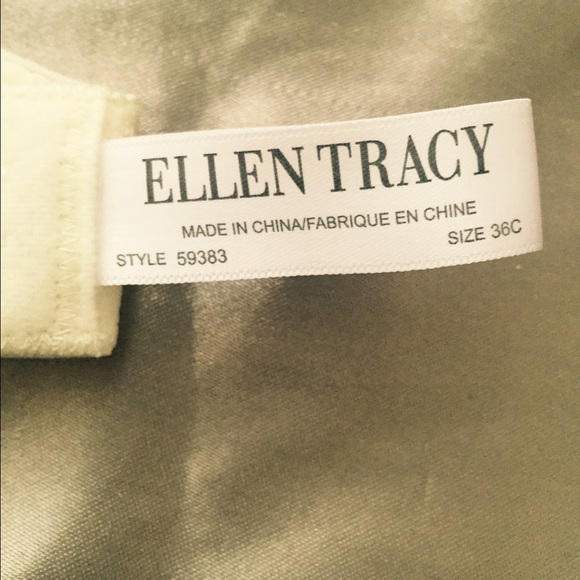 ELLEN TRACY
MADE IN CHINA/FABRIQUE EN CHINE
STYLE 59383
SIZE 36C